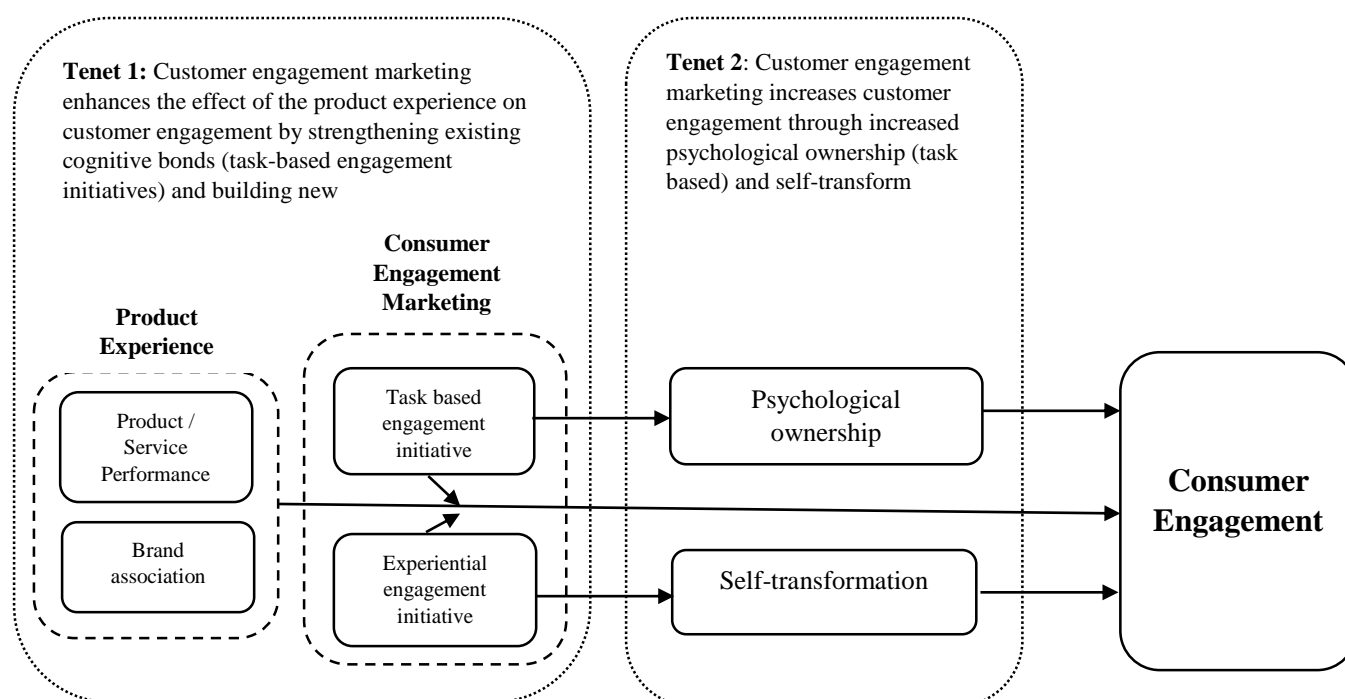 Tenet 1: Customer engagement marketing
enhances the effect of the product experience on
customer engagement by strengthening existing
cognitive bonds (task-based engagement
initiatives) and building new
Tenet 2: Customer engagement
marketing increases customer
engagement through increased
psychological ownership (task
based) and self-transform
Consumer
Engagement
Marketing
Product
Experience
Product /
Service
Performance
Brand
association
Task based
engagement
initiative
Experiential
engagement
initiative
Psychological
ownership
Self-transformation
Consumer
Engagement